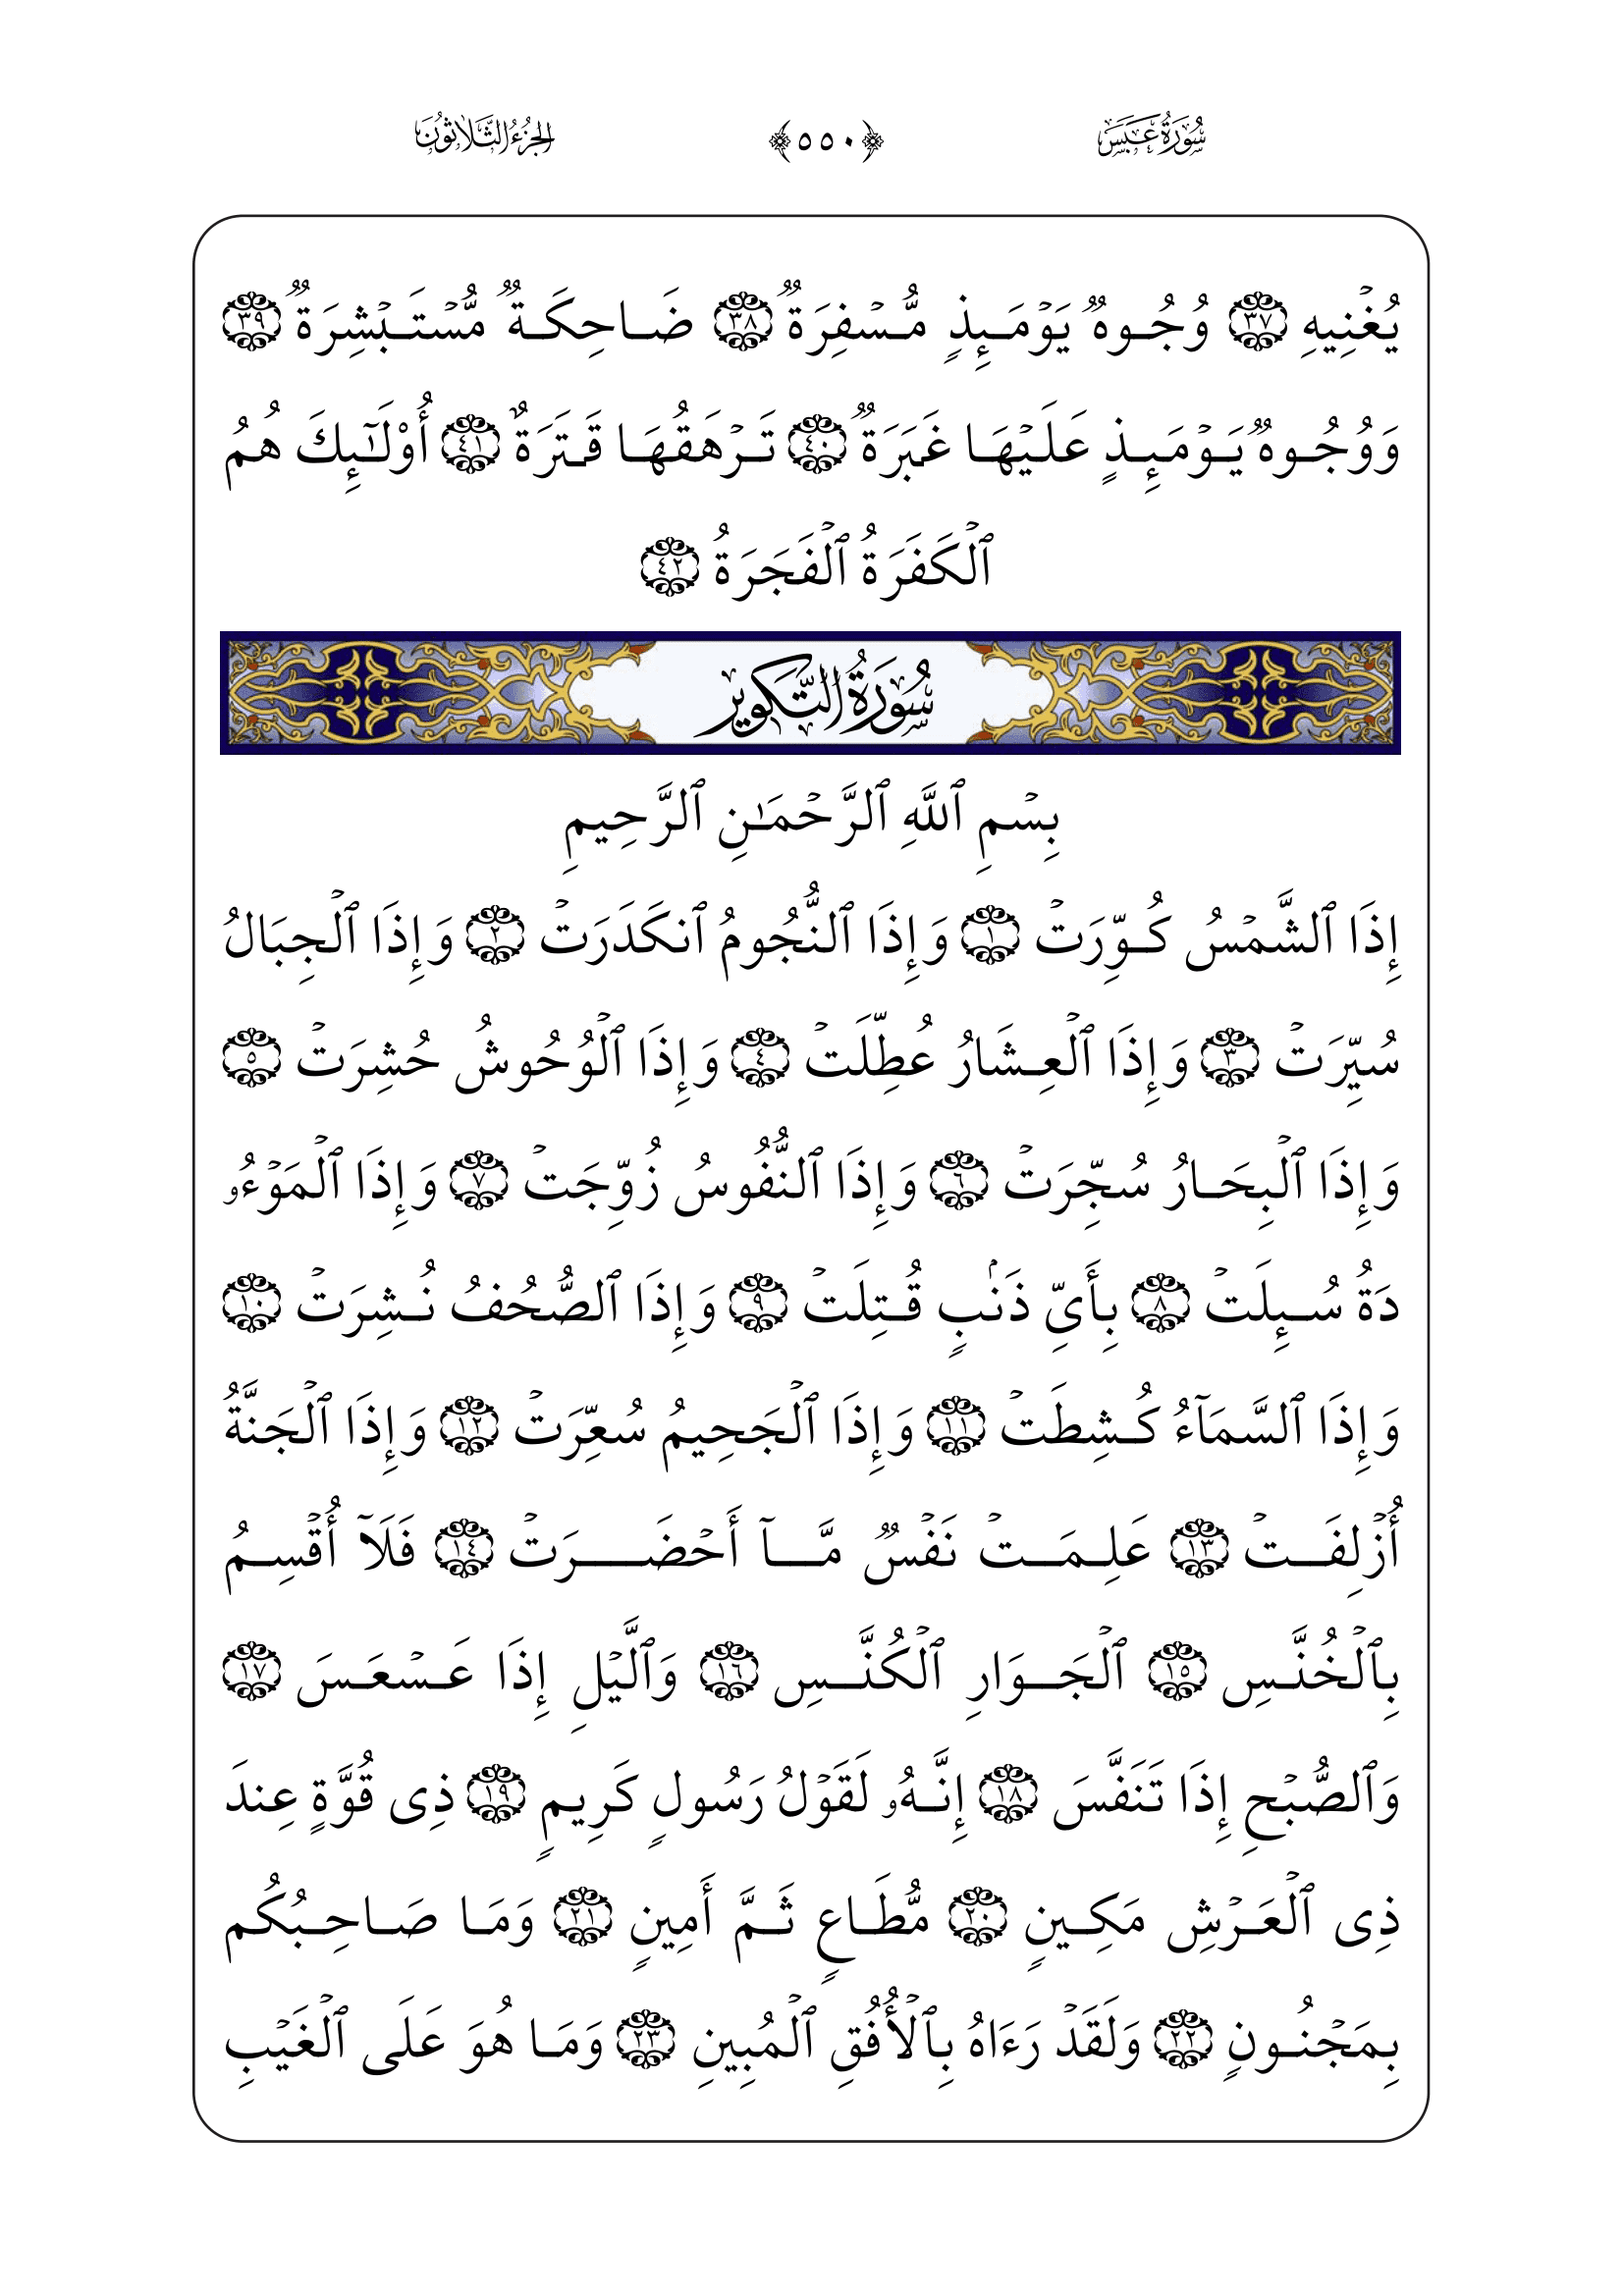 سُورَةُ عَبَسَ ﴿٥٥٠﴾ الجُزْءُ الثَّلَاثُونَ
يُغۡنِيهِ ٣٧ وُجُوهٞ يَوۡمَئِذٖ مُّسۡفِرَةٞ ٣٨ ضَاحِكَةٞ مُّسۡتَبۡشِرَةٞ ٣٩
وَوُجُوهٞ يَوۡمَئِذٍ عَلَيۡهَا غَبَرَةٞ ٤٠ تَرۡهَقُهَا قَتَرَةٌ ٤١ أُوْلَٰٓئِكَ هُمُ
ٱلۡكَفَرَةُ ٱلۡفَجَرَةُ ٤٢
سُورَةُ التَّكْوِيرِ
بِسۡمِ ٱللَّهِ ٱلرَّحۡمَٰنِ ٱلرَّحِيمِ
إِذَا ٱلشَّمۡسُ كُوِّرَتۡ ١ وَإِذَا ٱلنُّجُومُ ٱنكَدَرَتۡ ٢ وَإِذَا ٱلۡجِبَالُ
سُيِّرَتۡ ٣ وَإِذَا ٱلۡعِشَارُ عُطِّلَتۡ ٤ وَإِذَا ٱلۡوُحُوشُ حُشِرَتۡ ٥
وَإِذَا ٱلۡبِحَارُ سُجِّرَتۡ ٦ وَإِذَا ٱلنُّفُوسُ زُوِّجَتۡ ٧ وَإِذَا ٱلۡمَوۡءُۥ
دَةُ سُئِلَتۡ ٨ بِأَيِّ ذَنۢبٖ قُتِلَتۡ ٩ وَإِذَا ٱلصُّحُفُ نُشِرَتۡ ١٠
وَإِذَا ٱلسَّمَآءُ كُشِطَتۡ ١١ وَإِذَا ٱلۡجَحِيمُ سُعِّرَتۡ ١٢ وَإِذَا ٱلۡجَنَّةُ
أُزۡلِفَتۡ ١٣ عَلِمَتۡ نَفۡسٞ مَّآ أَحۡضَرَتۡ ١٤ فَلَآ أُقۡسِمُ
بِٱلۡخُنَّسِ ١٥ ٱلۡجَوَارِ ٱلۡكُنَّسِ ١٦ وَٱلَّيۡلِ إِذَا عَسۡعَسَ ١٧
وَٱلصُّبۡحِ إِذَا تَنَفَّسَ ١٨ إِنَّهُۥ لَقَوۡلُ رَسُولٖ كَرِيمٖ ١٩ ذِي قُوَّةٍ عِندَ
ذِي ٱلۡعَرۡشِ مَكِينٖ ٢٠ مُّطَاعٖ ثَمَّ أَمِينٖ ٢١ وَمَا صَاحِبُكُم
بِمَجۡنُونٖ ٢٢ وَلَقَدۡ رَءَاهُ بِٱلۡأُفُقِ ٱلۡمُبِينِ ٢٣ وَمَا هُوَ عَلَى ٱلۡغَيۡبِ